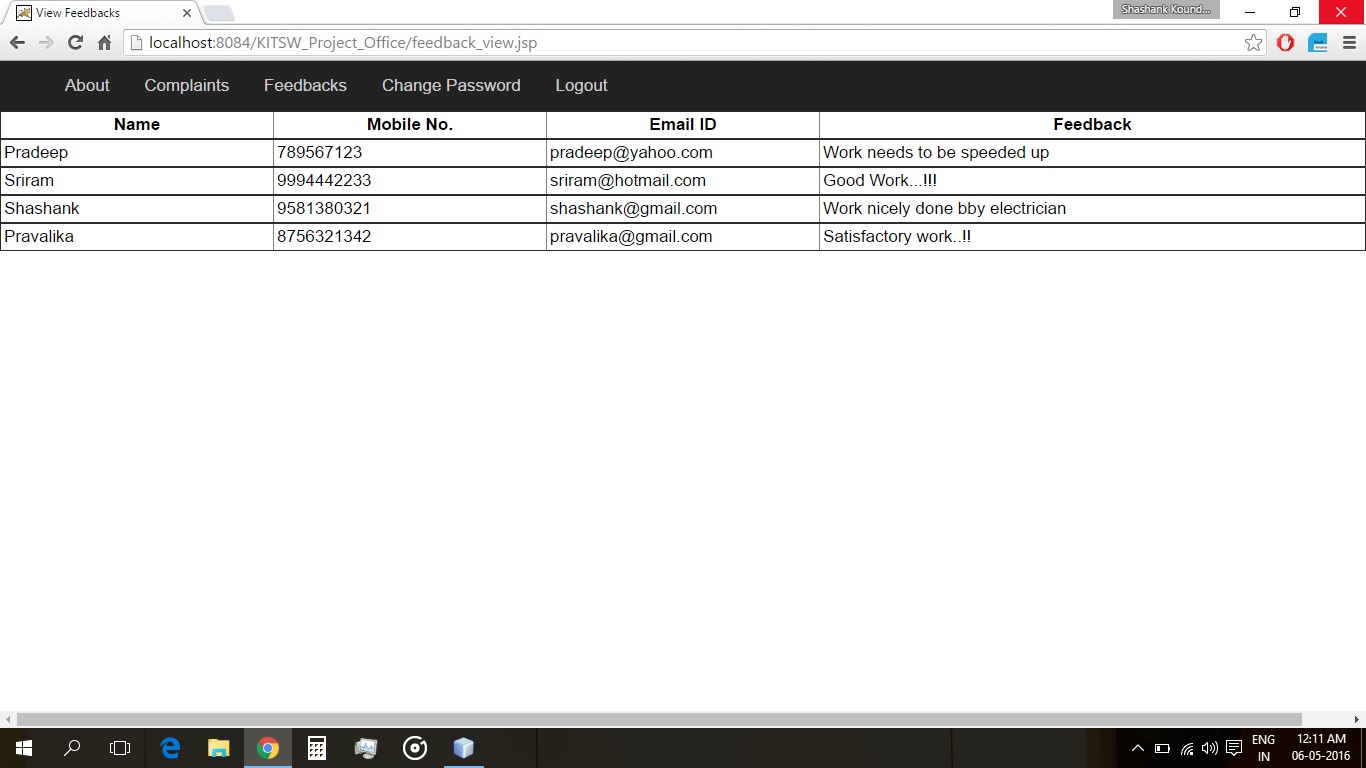 View Feedbacks
Shashank Kound...
localhost:8084/KITSW_Project_Office/feedback_view.jsp
About Complaints Feedbacks Change Password Logout
Name Mobile No. Email ID Feedback
Pradeep 789567123 pradeep@yahoo.com Work needs to be speeded up
Sriram 9994442233 sriram@hotmail.com Good Work...!!!
Shashank 9581380321 shashank@gmail.com Work nicely done bby electrician
Pravalika 8756321342 pravalika@gmail.com Satisfactory work..!!
ENG 12:11 AM
IN 06-05-2016